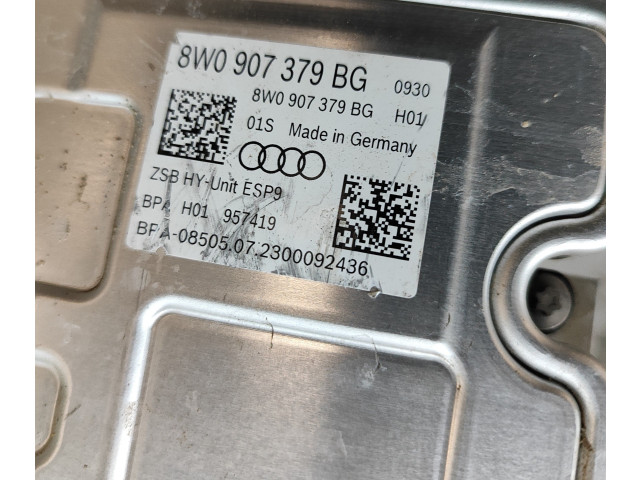 8W0 907 379 BG 0930
8W0 907 379 BG H01
01S Made in Germany
ZSB HY-Unit ESP9
BPA H01 957419
BPA-08505.07.2300092436